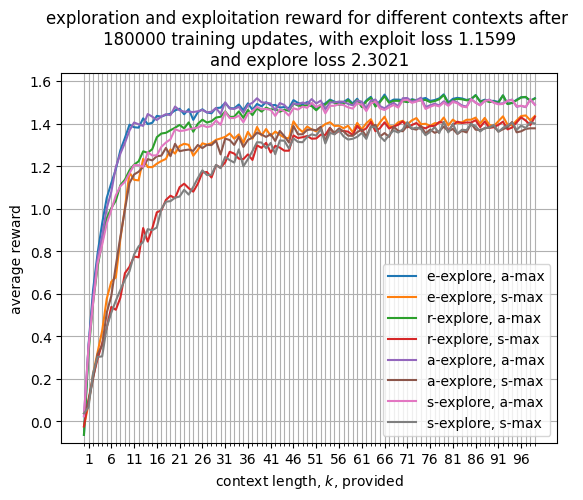 exploration and exploitation reward for different contexts after
180000 training updates, with exploit loss 1.1599
and explore loss 2.3021
1.6
1.4
1.2
1.0
0.8
0.6
0.4
0.2
0.0
average reward
e-explore, a-max
e-explore, s-max
r-explore, a-max
r-explore, s-max
a-explore, a-max
a-explore, s-max
s-explore, a-max
s-explore, s-max
1 6 11 16 21 26 31 36 41 46 51 56 61 66 71 76 81 86 91 96
context length, k, provided